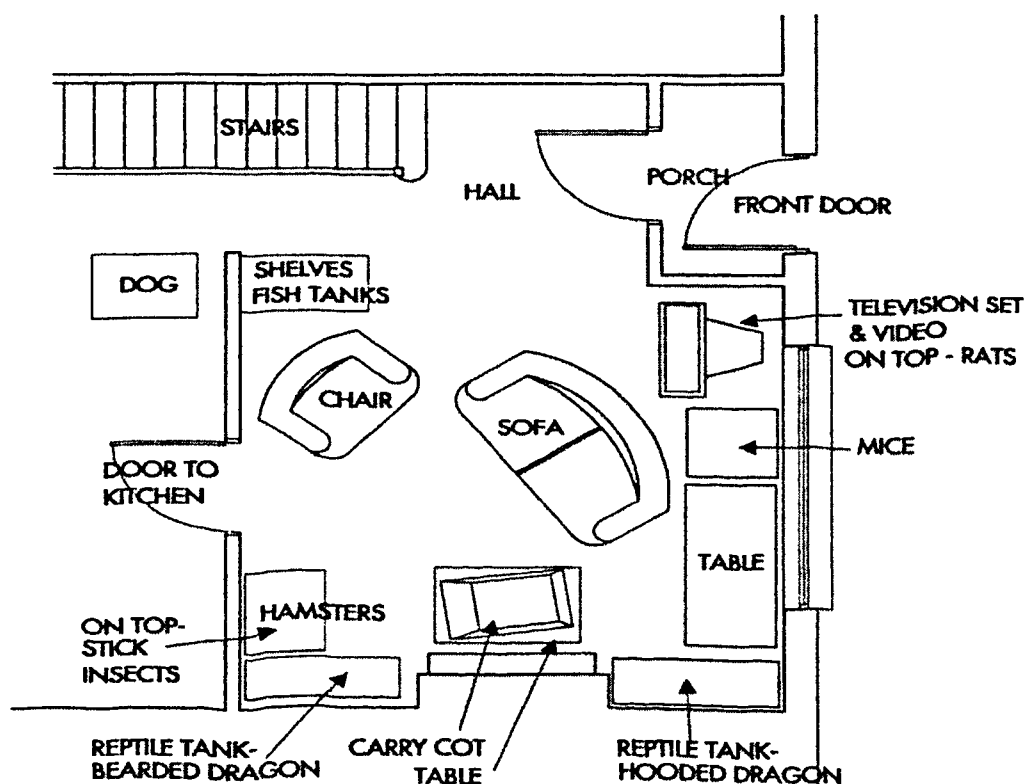 STAIRS
HALL
PORCH
FRONT DOOR
DOG
SHELVES
FISH TANKS
TELEVISION SET
& VIDEO
ON TOP - RATS
CHAIR
SOFA
MICE
DOOR TO
KITCHEN
TABLE
HAMSTERS
ON TOP-
STICK
INSECTS
REPTILE TANK-
BEARDED DRAGON
CARRY COT
TABLE
REPTILE TANK-
HOODED DRAGON